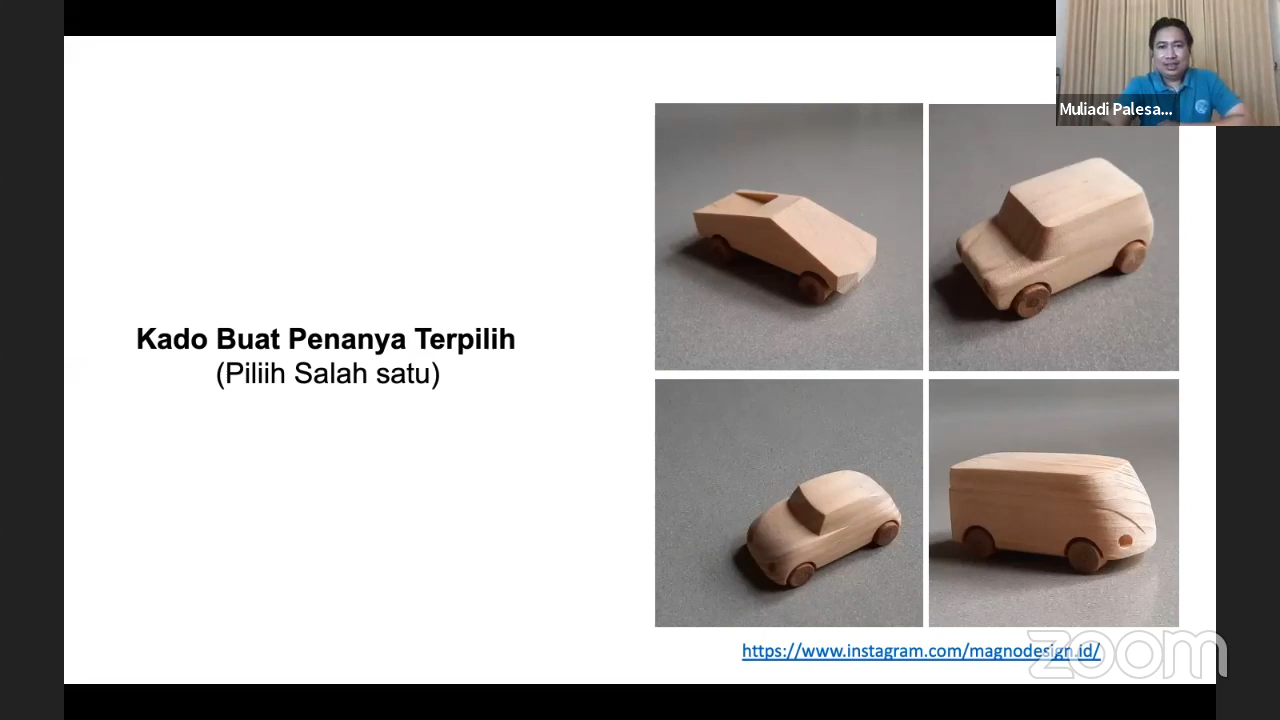 Muliadi Palesa...
Kado Buat Penanya Terpilih
(Piliih Salah satu)
https://www.instagram.com/magnodesign.id/
zoom